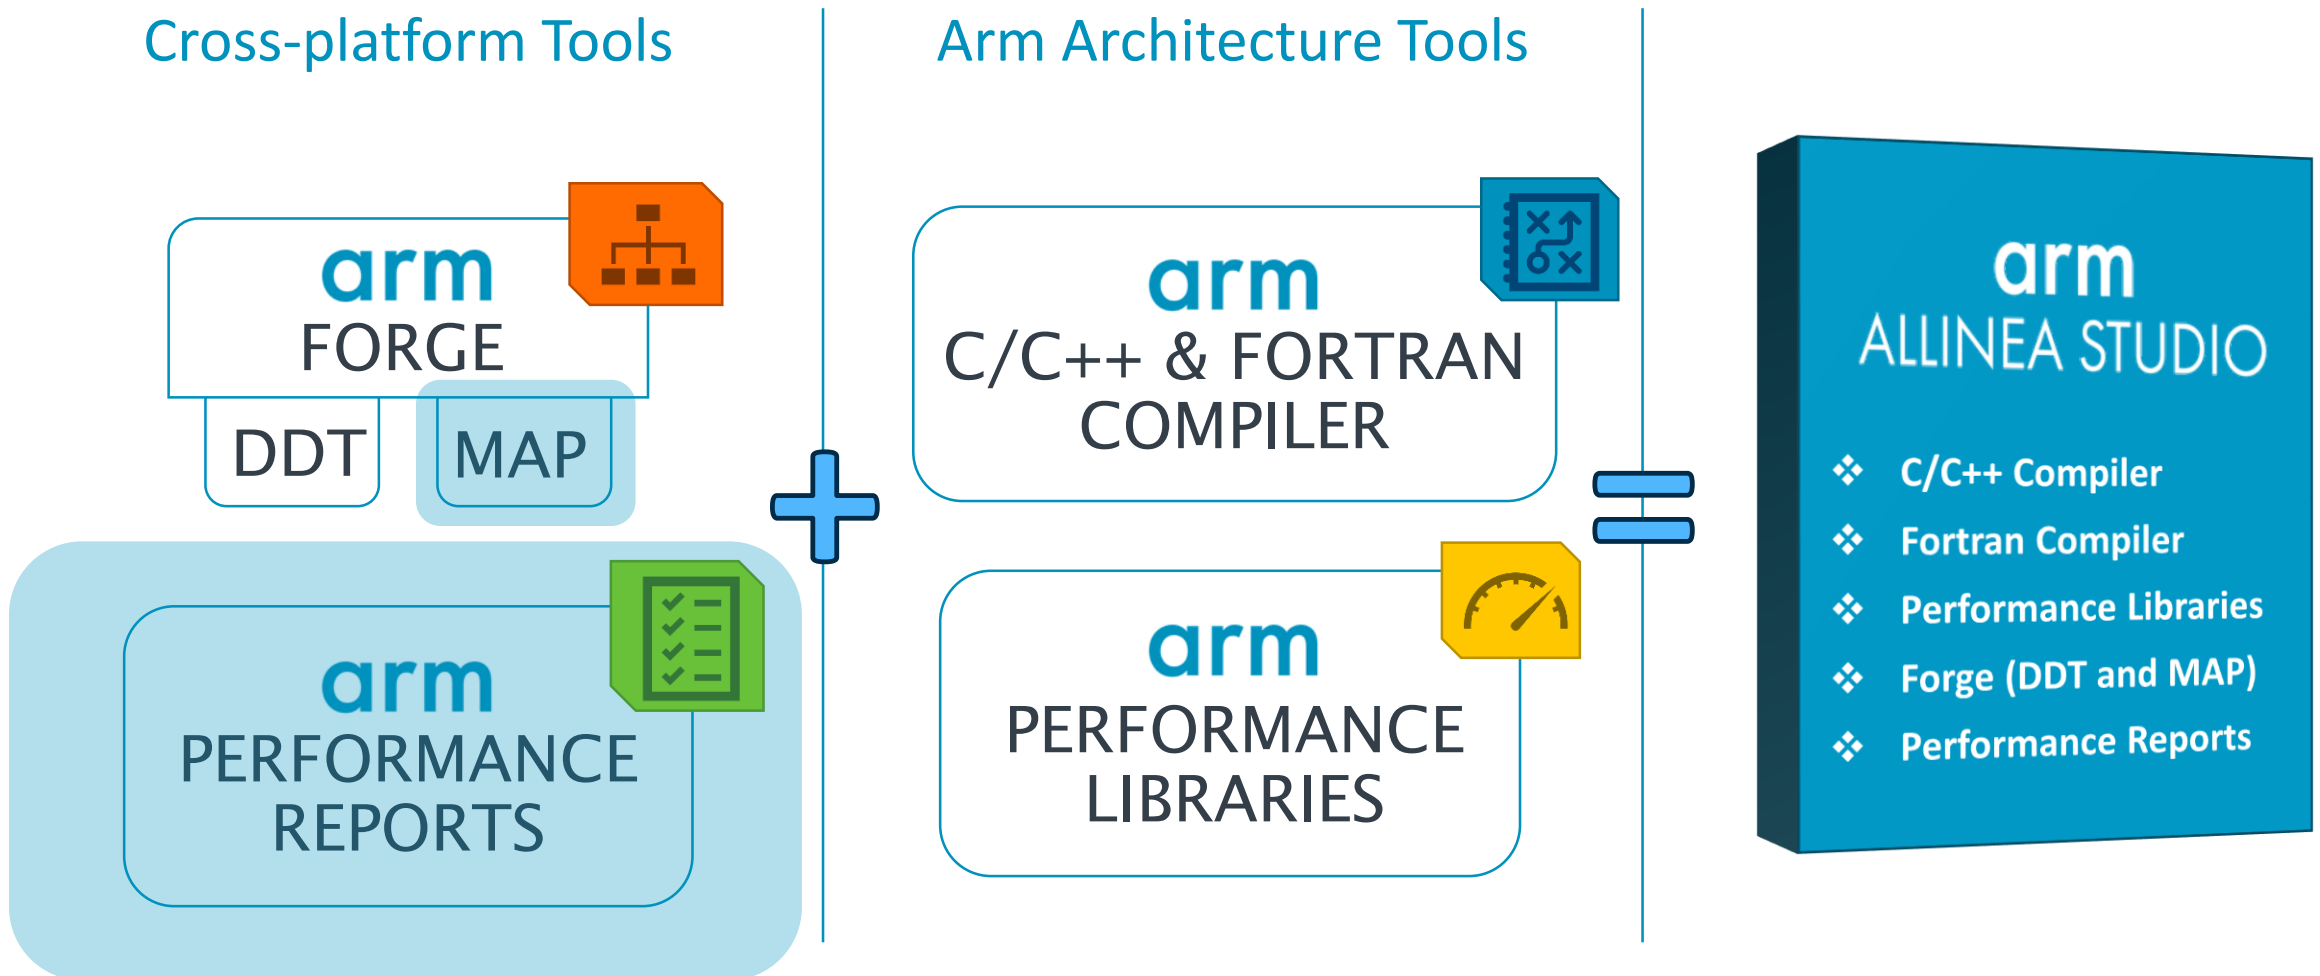 Cross-platform Tools
arm
FORGE
DDT
MAP
arm
PERFORMANCE
REPORTS
Arm Architecture Tools
arm
C/C++ & FORTRAN
COMPILER
arm
PERFORMANCE
LIBRARIES
arm
ALLINEA STUDIO
❖ C/C++ Compiler
❖ Fortran Compiler
❖ Performance Libraries
❖ Forge (DDT and MAP)
❖ Performance Reports